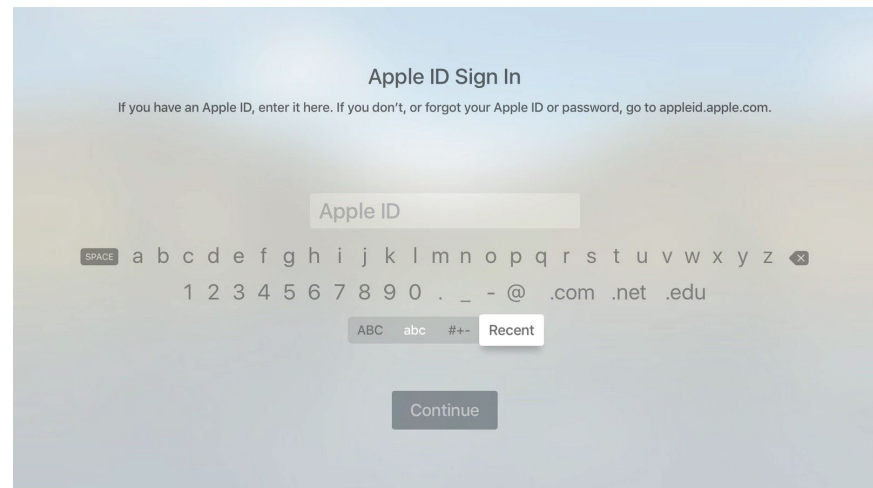 Apple ID Sign In
If you have an Apple ID, enter it here. If you don't, or forgot your Apple ID or password, go to appleid.apple.com.
Apple ID
SPACE a b c d e f g h i j k l m n o p q r s t u v w x y z
1 2 3 4 5 6 7 8 9 0 . _ - @ .com .net .edu
ABC abc #+- Recent
Continue